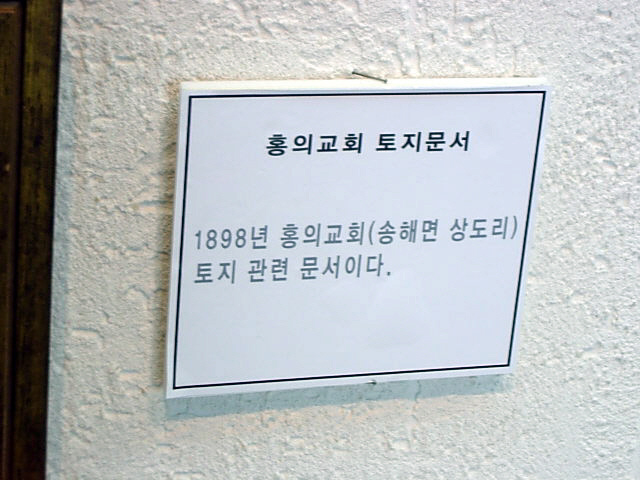 홍의교회 토지문서
1898년 홍의교회(송해면 상도리)
토지 관련 문서이다.